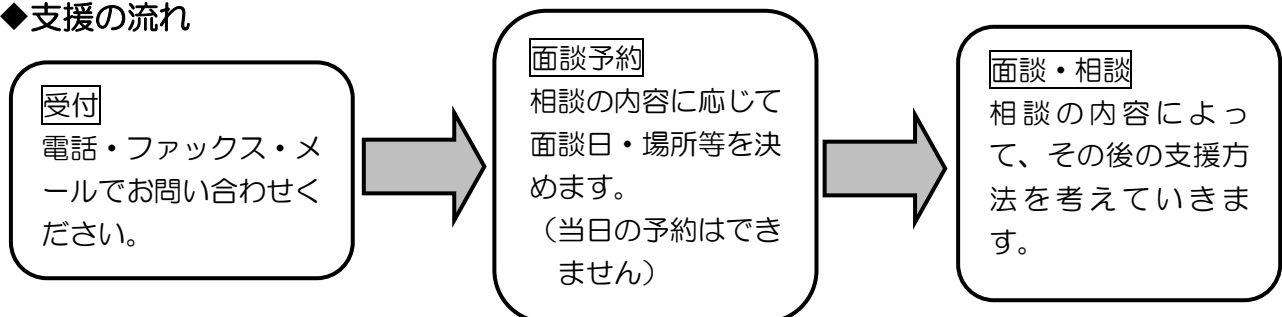 ◆支援の流れ
受付
電話・ファックス・メ
ールでお問い合わせく
ださい。
面談予約
相談の内容に応じて
面談日・場所等を決
めます。
（当日の予約はでき
ません）
面談・相談
相談の内容によっ
て、その後の支援方
法を考えていきま
す。